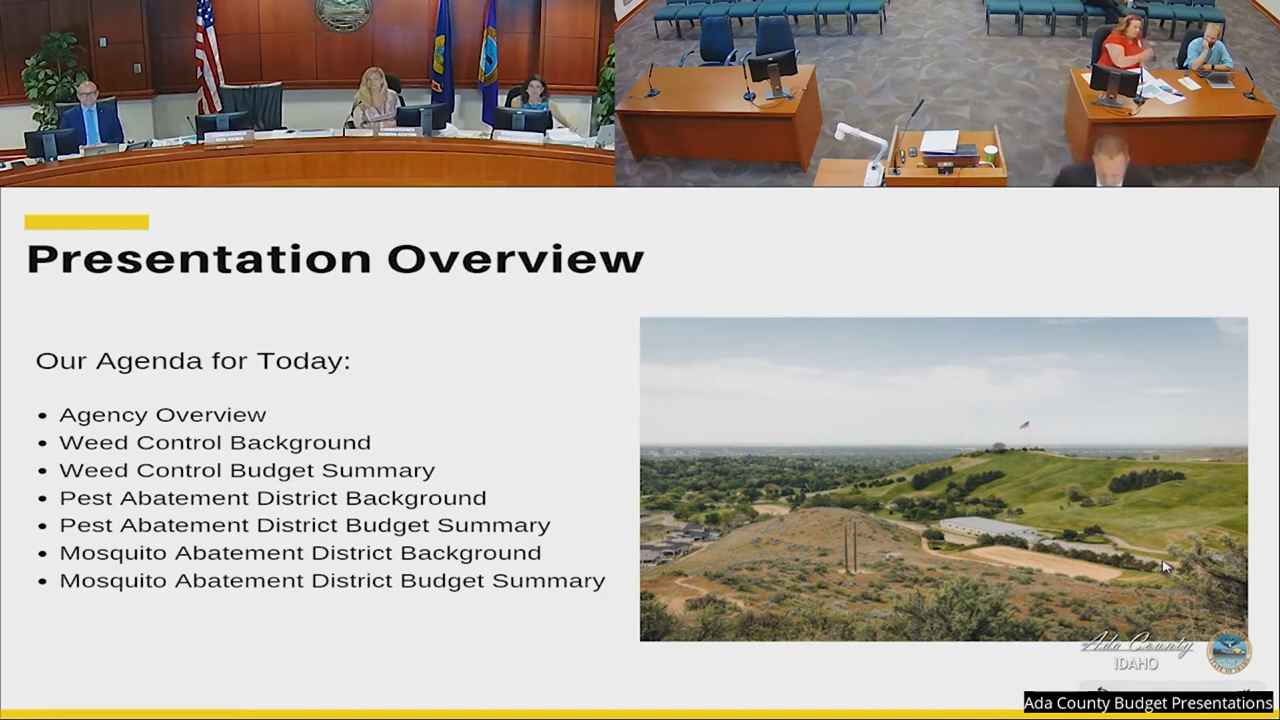 Presentation Overview
Our Agenda for Today:
• Agency Overview
• Weed Control Background
• Weed Control Budget Summary
• Pest Abatement District Background
• Pest Abatement District Budget Summary
• Mosquito Abatement District Background
• Mosquito Abatement District Budget Summary
Ada County
IDAHO
Ada County Budget Presentations